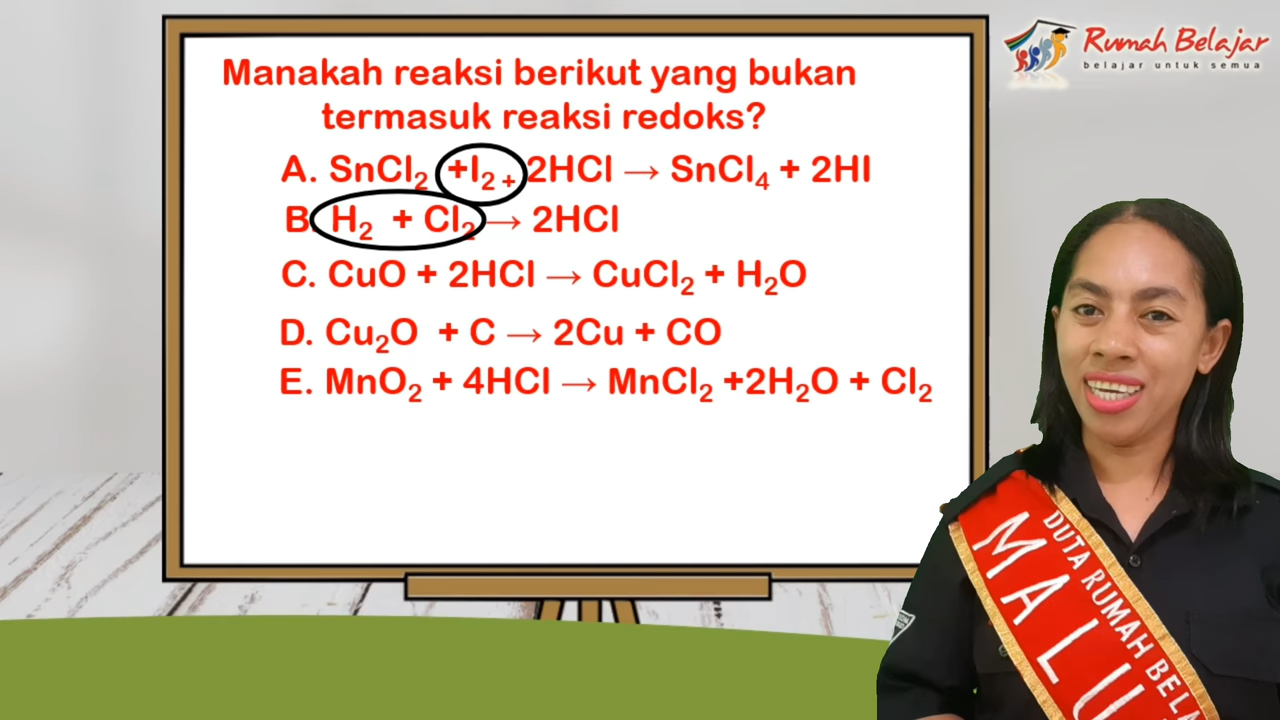 Rumah Belajar
belajar untuk semua
Manakah reaksi berikut yang bukan
termasuk reaksi redoks?
A. SnCl₂ +I₂ + 2HCl → SnCl₄ + 2HI
B. H₂ + Cl₂ → 2HCl
C. CuO + 2HCl → CuCl₂ + H₂O
D. Cu₂O + C → 2Cu + CO
E. MnO₂ + 4HCl → MnCl₂ +2H₂O + Cl₂
DUTA RUMAH BELA
MALU